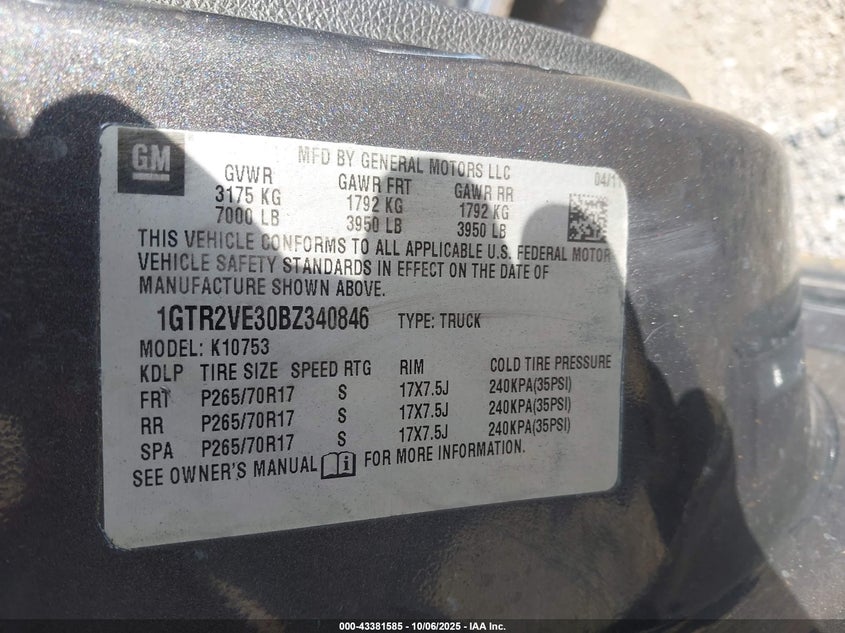 GM
MFD BY GENERAL MOTORS LLC
GVWR GAWR FRT GAWR RR
3175 KG 1792 KG 1792 KG
7000 LB 3950 LB 3950 LB
THIS VEHICLE CONFORMS TO ALL APPLICABLE U.S. FEDERAL MOTOR
VEHICLE SAFETY STANDARDS IN EFFECT ON THE DATE OF
MANUFACTURE SHOWN ABOVE.
1GTR2VE30BZ340846 TYPE: TRUCK
MODEL: K10753
KDLP TIRE SIZE SPEED RTG RIM COLD TIRE PRESSURE
FRT P265/70R17 S 17X7.5J 240KPA(35PSI)
RR P265/70R17 S 17X7.5J 240KPA(35PSI)
SPA P265/70R17 S 17X7.5J 240KPA(35PSI)
SEE OWNER'S MANUAL FOR MORE INFORMATION.
000-43381585 - 10/06/2025 - IAA Inc.